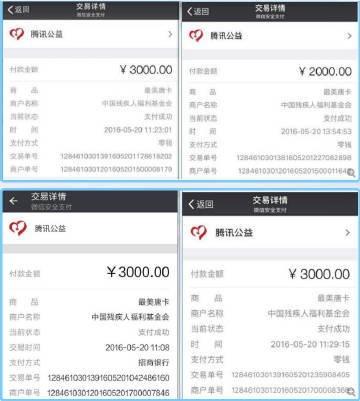 返回
交易详情
微信安全支付
腾讯公益
付款金额
¥3000.00
商 品 最美唐卡
商户名称 中国残疾人福利基金会
当前状态 支付成功
时 间 2016-05-20 11:23:01
支付方式 零钱
交易单号
商户单号
返回
交易详情
微信安全支付
腾讯公益
付款金额
¥2000.00
商 品 最美唐卡
商户名称 中国残疾人福利基金会
当前状态 支付成功
时 间 2016-05-20 13:54:53
支付方式 零钱
交易单号
商户单号
交易详情
微信安全支付
腾讯公益
付款金额
¥3000.00
商 品 最美唐卡
商户名称 中国残疾人福利基金会
当前状态 支付成功
交易时间 2016-05-20 11:08
支付方式 招商银行
交易单号 1284610301391605201042486160
商户单号 1284610301201605201700007846
返回
交易详情
微信安全支付
腾讯公益
付款金额
¥3000.00
商 品 最美唐卡
商户名称 中国残疾人福利基金会
当前状态 支付成功
时 间 2016-05-20 11:29:15
支付方式 零钱
交易单号 1284610301391605201235908405
商户单号